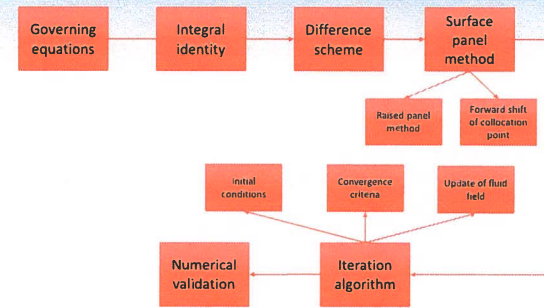 Governing
equations
Integral
identity
Difference
scheme
Surface
panel
method
Raised panel
method
Forward shift
of collocation
point
Initial
conditions
Convergence
criteria
Update of fluid
field
Numerical
validation
Iteration
algorithm